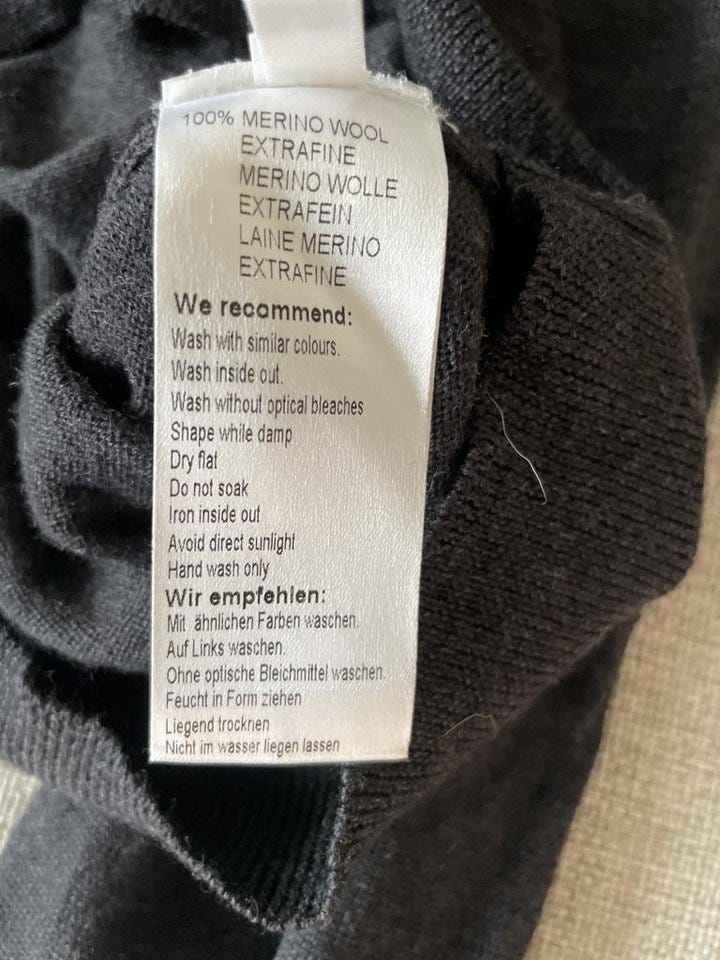 100% MERINO WOOL
EXTRAFINE
MERINO WOLLE
EXTRAFEIN
LAINE MERINO
EXTRAFINE
We recommend:
Wash with similar colours.
Wash inside out.
Wash without optical bleaches
Shape while damp
Dry flat
Do not soak
Iron inside out
Avoid direct sunlight
Hand wash only
Wir empfehlen:
Mit ähnlichen Farben waschen.
Auf Links waschen.
Ohne optische Bleichmittel waschen.
Feucht in Form ziehen
Liegend trocknen
Nicht im wasser liegen lassen